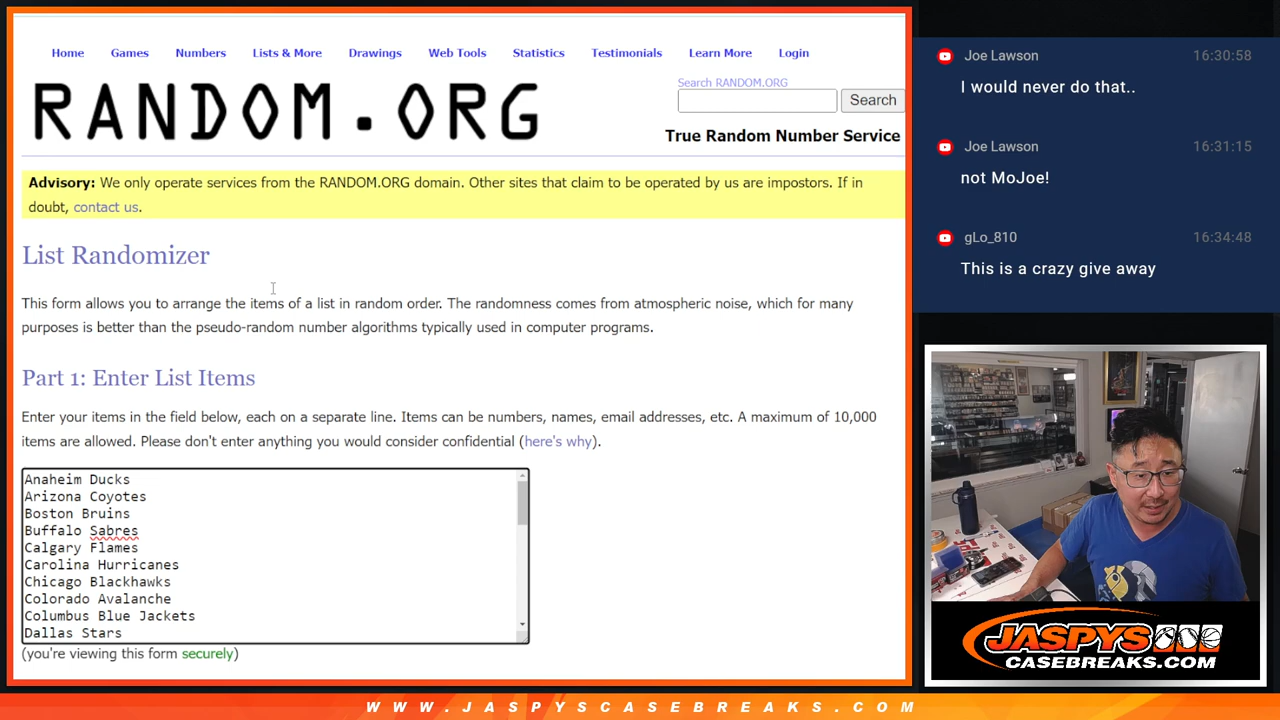 Home Games Numbers Lists & More Drawings Web Tools Statistics Testimonials Learn More Login
RANDOM.ORG
Search RANDOM.ORG
Search
True Random Number Service
Advisory: We only operate services from the RANDOM.ORG domain. Other sites that claim to be operated by us are impostors. If in
doubt, contact us.
List Randomizer
This form allows you to arrange the items of a list in random order. The randomness comes from atmospheric noise, which for many
purposes is better than the pseudo-random number algorithms typically used in computer programs.
Part 1: Enter List Items
Enter your items in the field below, each on a separate line. Items can be numbers, names, email addresses, etc. A maximum of 10,000
items are allowed. Please don't enter anything you would consider confidential (here's why).
Anaheim Ducks
Arizona Coyotes
Boston Bruins
Buffalo Sabres
Calgary Flames
Carolina Hurricanes
Chicago Blackhawks
Colorado Avalanche
Columbus Blue Jackets
Dallas Stars
(you're viewing this form securely)
Joe Lawson 16:30:58
I would never do that..
Joe Lawson 16:31:15
not MoJoe!
gLo_810 16:34:48
This is a crazy give away
JASPYS
CASEBREAKS.COM
WWW.JASPYSCASEBREAKS.COM